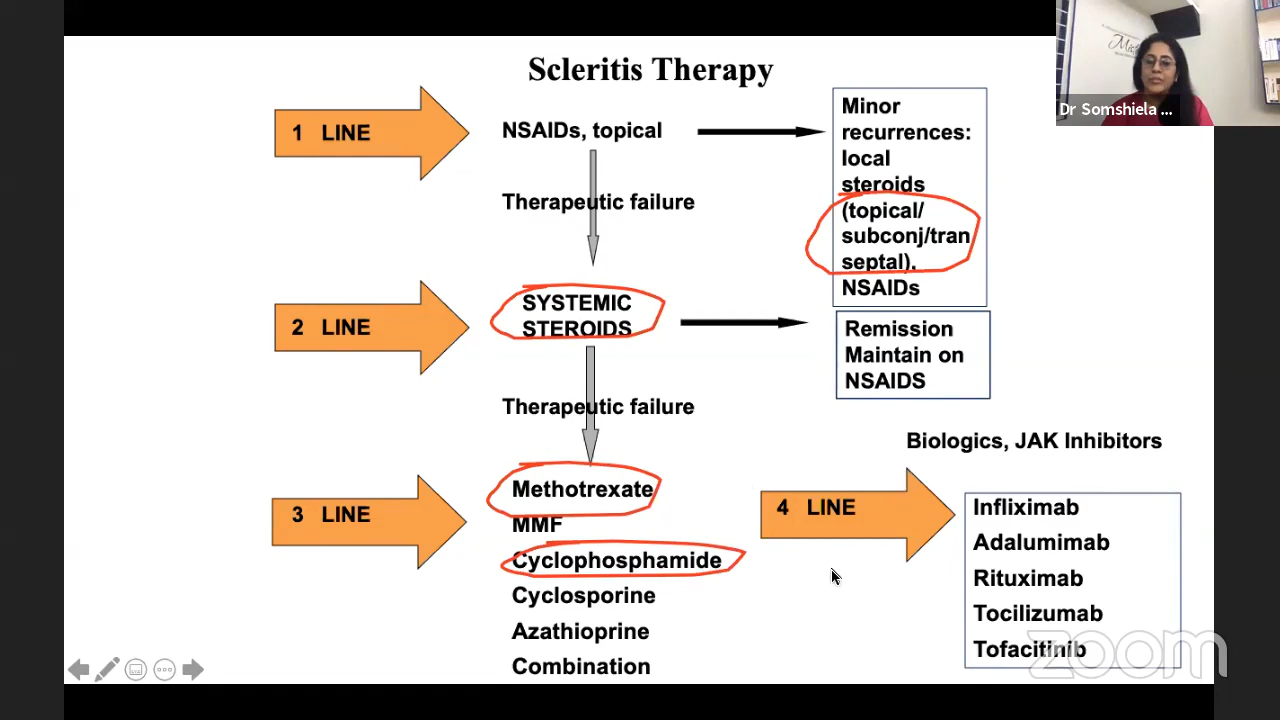 Scleritis Therapy
1 LINE
NSAIDs, topical
Minor
recurrences:
local
steroids
(topical/
subconj/tran
septal),
NSAIDs
Therapeutic failure
2 LINE
SYSTEMIC
STEROIDS
Remission
Maintain on
NSAIDS
Therapeutic failure
3 LINE
Methotrexate
MMF
Cyclophosphamide
Cyclosporine
Azathioprine
Combination
Biologics, JAK Inhibitors
4 LINE
Infliximab
Adalumimab
Rituximab
Tocilizumab
Tofacitinib
Dr Somshiela ...
zoom